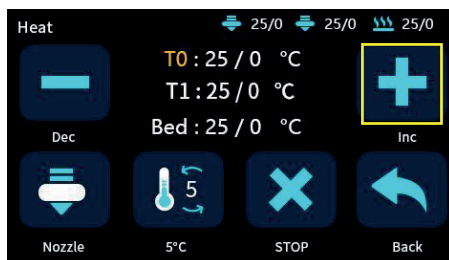 Heat 25/0 25/0 25/0
T0 : 25 / 0 °C
T1 : 25 / 0 °C
Bed : 25 / 0 °C
Dec Inc
5
Nozzle 5°C STOP Back